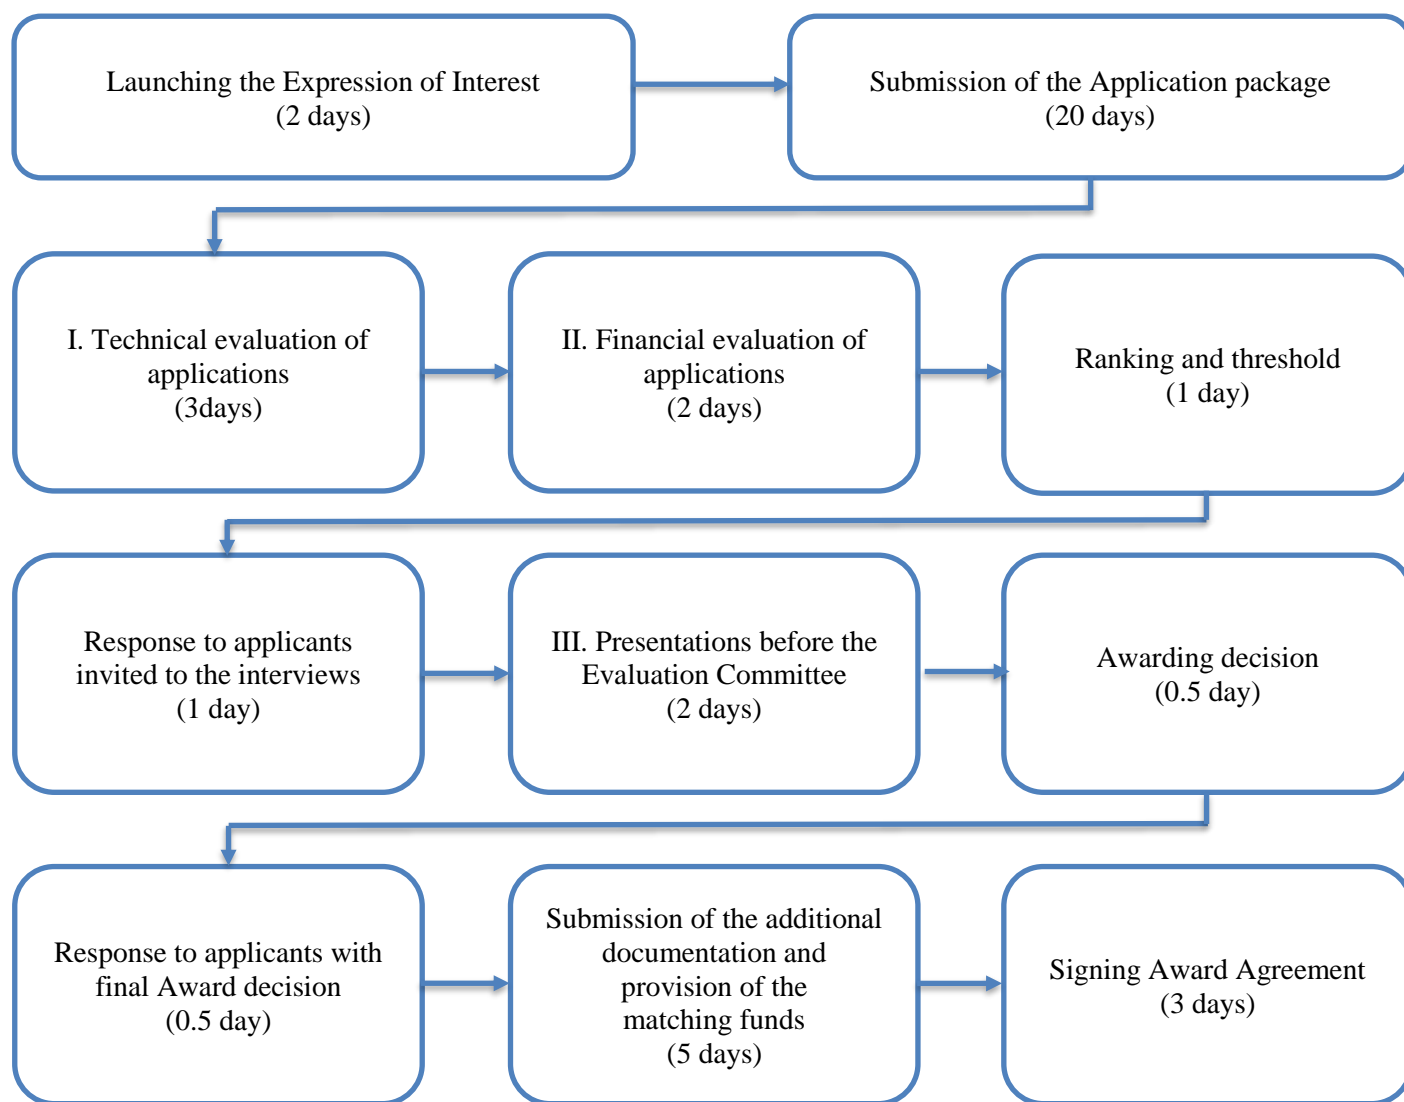 Launching the Expression of Interest
(2 days)
Submission of the Application package
(20 days)
I. Technical evaluation of
applications
(3days)
II. Financial evaluation of
applications
(2 days)
Ranking and threshold
(1 day)
Response to applicants
invited to the interviews
(1 day)
III. Presentations before the
Evaluation Committee
(2 days)
Awarding decision
(0.5 day)
Response to applicants with
final Award decision
(0.5 day)
Submission of the additional
documentation and
provision of the
matching funds
(5 days)
Signing Award Agreement
(3 days)